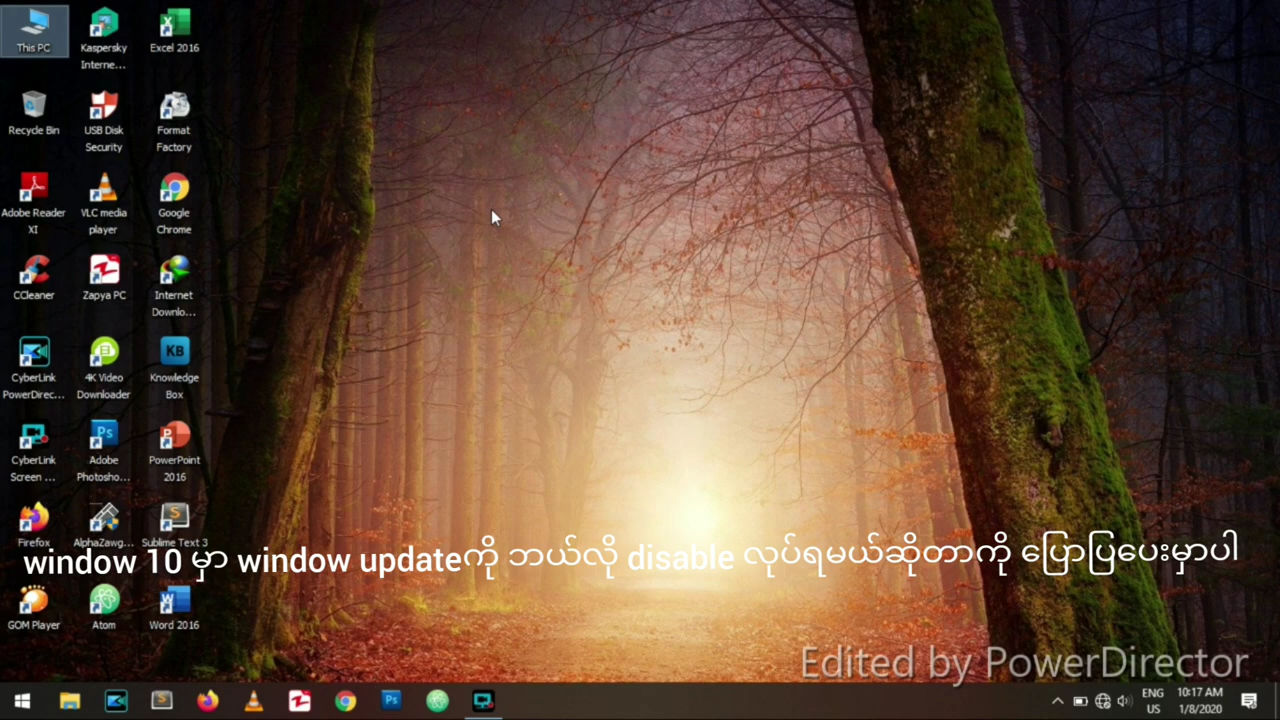 This PC
Kaspersky
Interne...
Excel 2016
Recycle Bin
USB Disk
Security
Format
Factory
Adobe Reader
XI
VLC media
player
Google
Chrome
CCleaner
Zapya PC
Internet
Downlo...
CyberLink
PowerDirec...
4K Video
Downloader
KB
Knowledge
Box
CyberLink
Screen ...
Ps
Adobe
Photosho...
PowerPoint
2016
Firefox
AlphaZawg...
Sublime Text 3
window 10 မှာ window updateကို ဘယ်လို disable လုပ်ရမယ်ဆိုတာကို ပြောပြပေးမှာပါ
GOM Player
Atom
Word 2016
Edited by PowerDirector
Ps
ENG
US
10:17 AM
1/8/2020